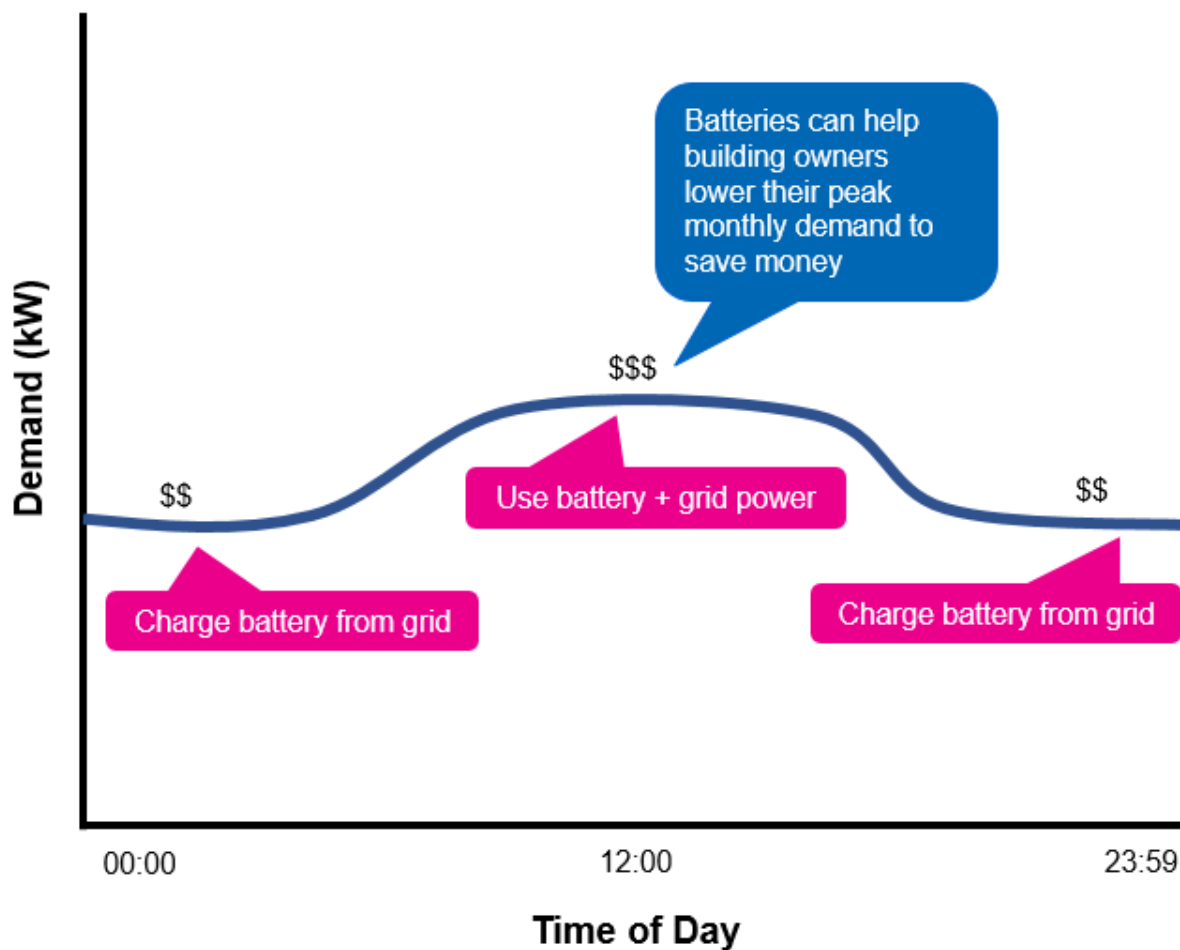 Batteries can help
building owners
lower their peak
monthly demand to
save money
$$$
Use battery + grid power
$$
$$
Charge battery from grid
Charge battery from grid
Demand (kW)
00:00
12:00
23:59
Time of Day